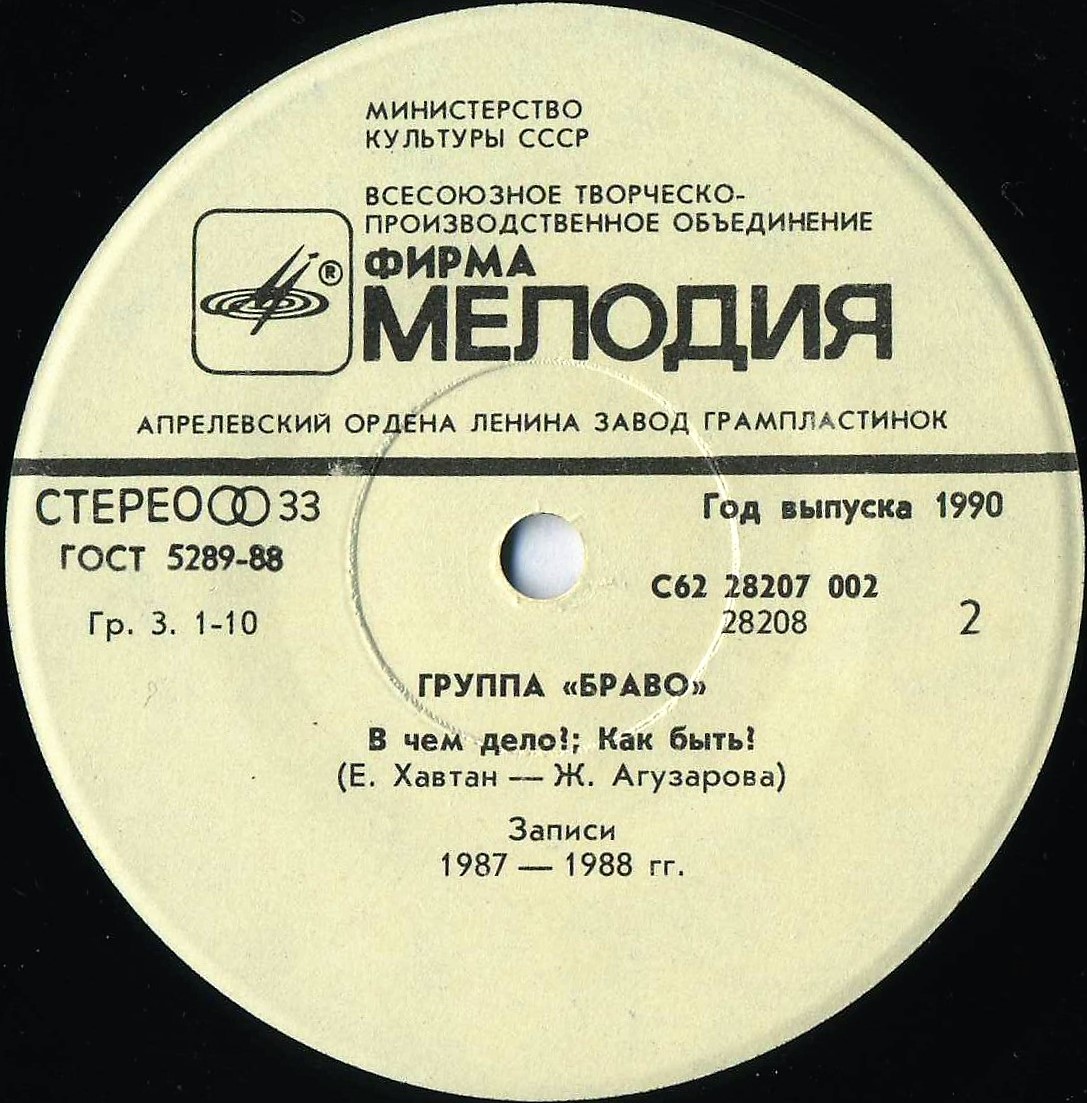 МИНИСТЕРСТВО
КУЛЬТУРЫ СССР
ВСЕСОЮЗНОЕ ТВОРЧЕСКО-
ПРОИЗВОДСТВЕННОЕ ОБЪЕДИНЕНИЕ
®
ФИРМА
МЕЛОДИЯ
АПРЕЛЕВСКИЙ ОРДЕНА ЛЕНИНА ЗАВОД ГРАМПЛАСТИНОК
СТЕРЕО 33
Год выпуска 1990
ГОСТ 5289-88
С62 28207 002
Гр. 3. 1-10
28208
2
ГРУППА «БРАВО»
В чем дело?; Как быть?
(Е. Хавтан — Ж. Агузарова)
Записи
1987 — 1988 гг.